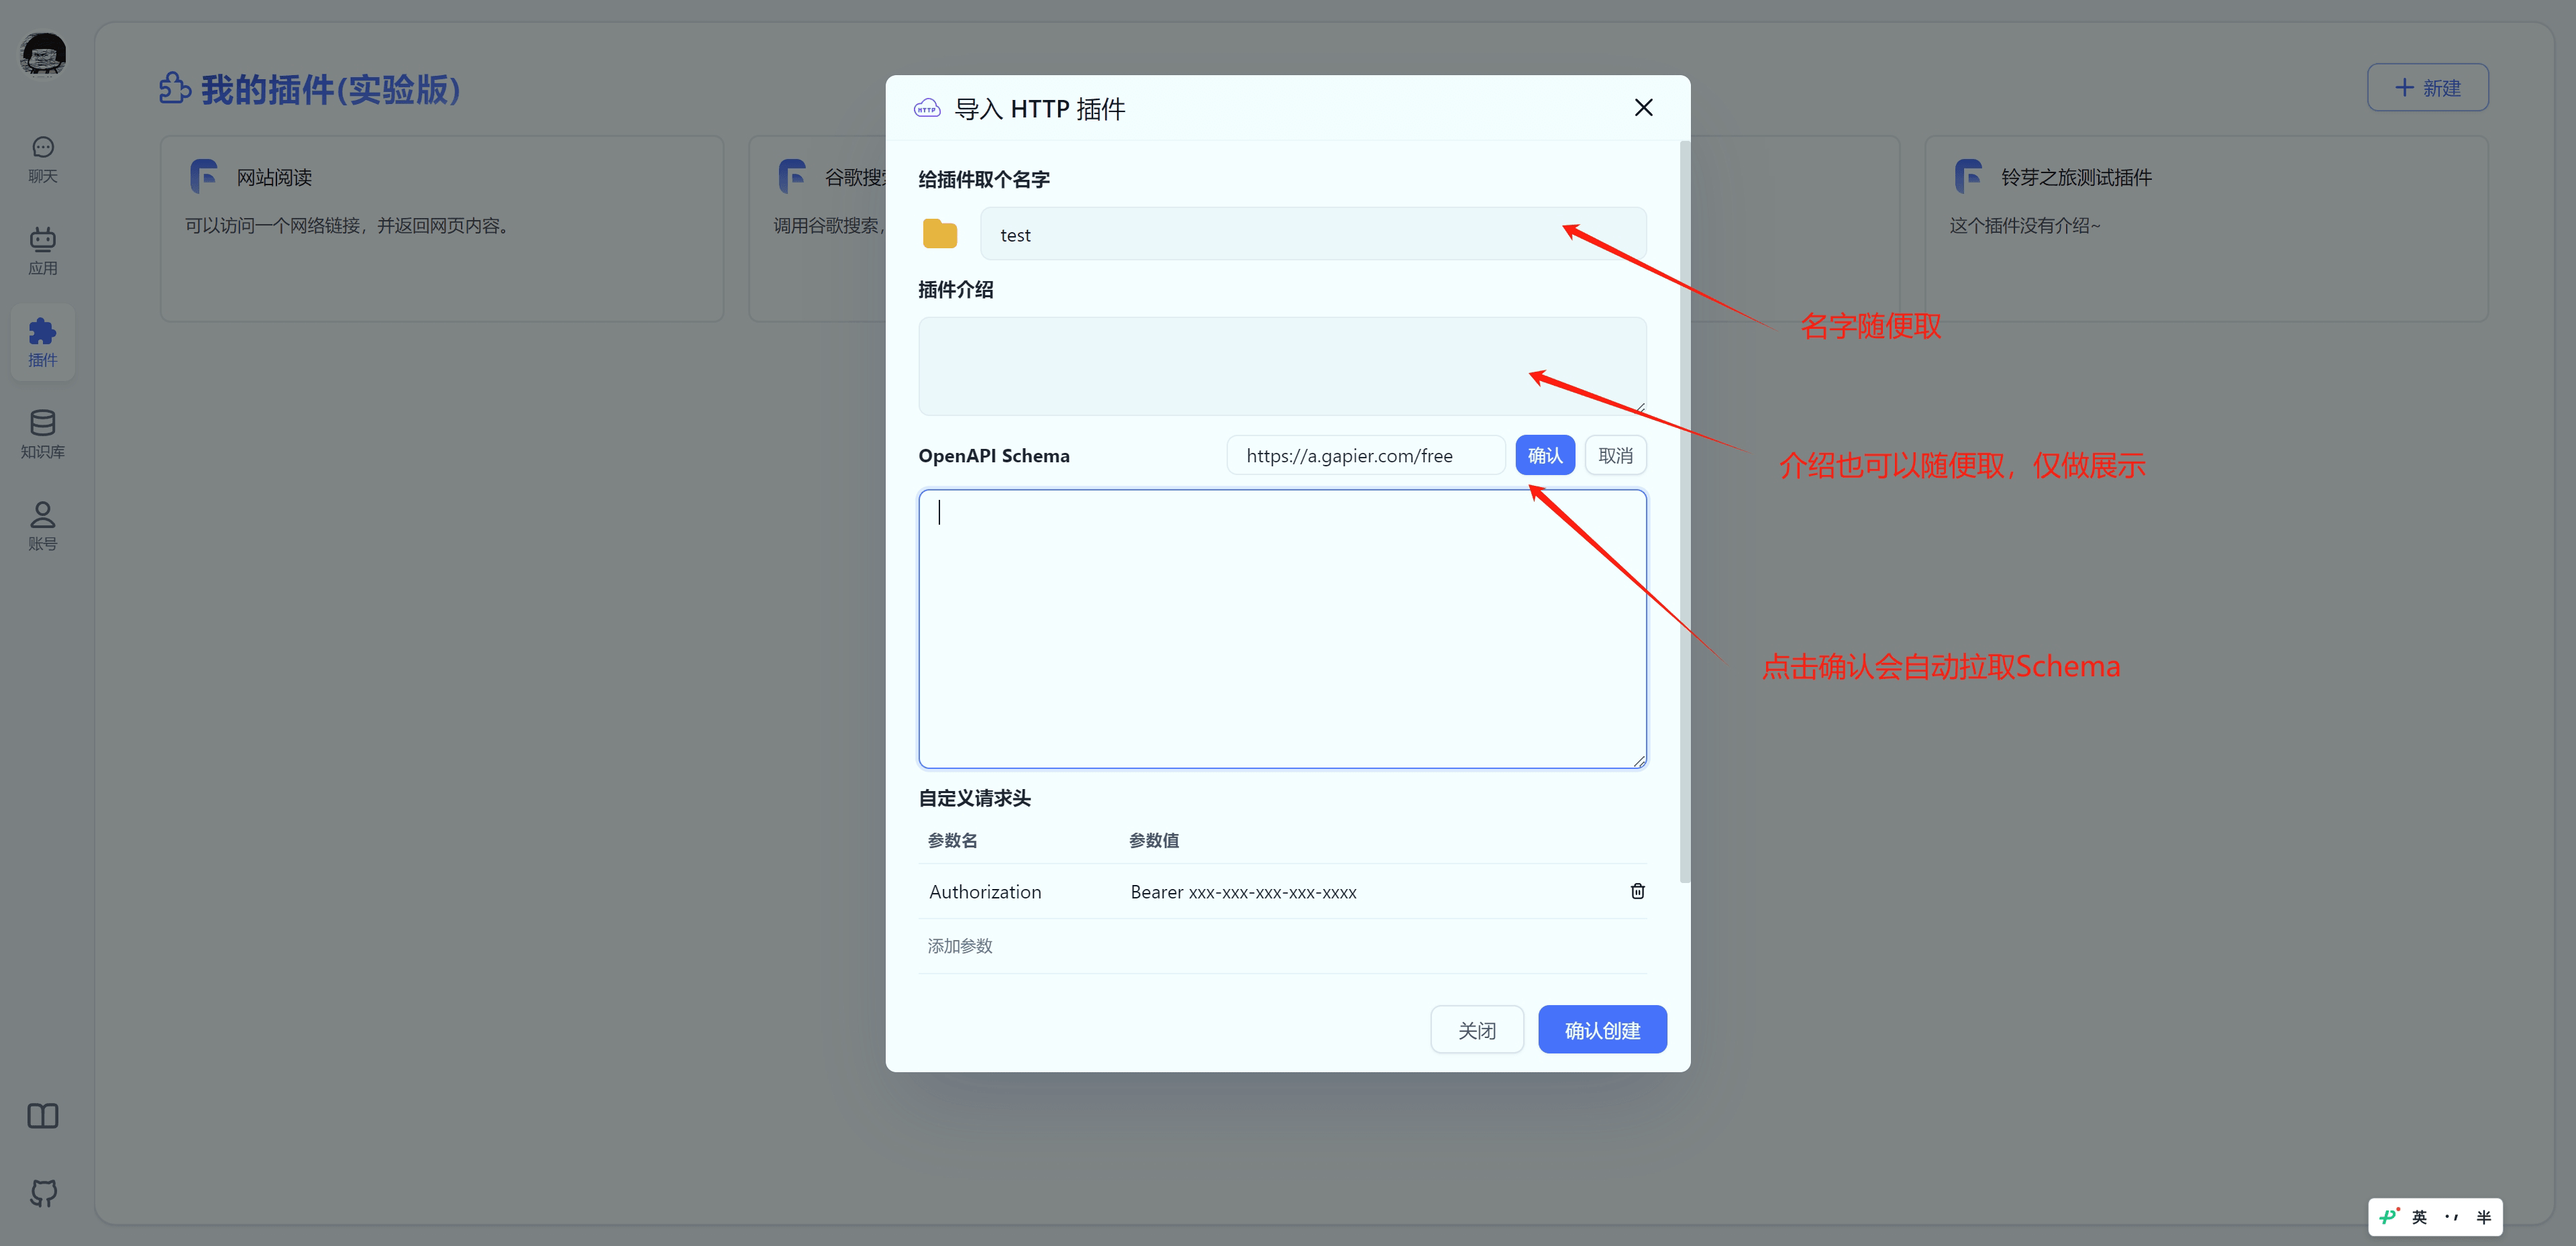 我的插件(实验版)
新建
聊天
应用
插件
知识库
账号
网站阅读
可以访问一个网络链接，并返回网页内容。
谷歌搜
调用谷歌搜索，
铃芽之旅测试插件
这个插件没有介绍~
HTTP
导入 HTTP 插件
给插件取个名字
test
插件介绍
OpenAPI Schema
https://a.gapier.com/free
确认
取消
自定义请求头
参数名
参数值
Authorization
Bearer xxx-xxx-xxx-xxx-xxxx
添加参数
关闭
确认创建
名字随便取
介绍也可以随便取，仅做展示
点击确认会自动拉取Schema
英
半